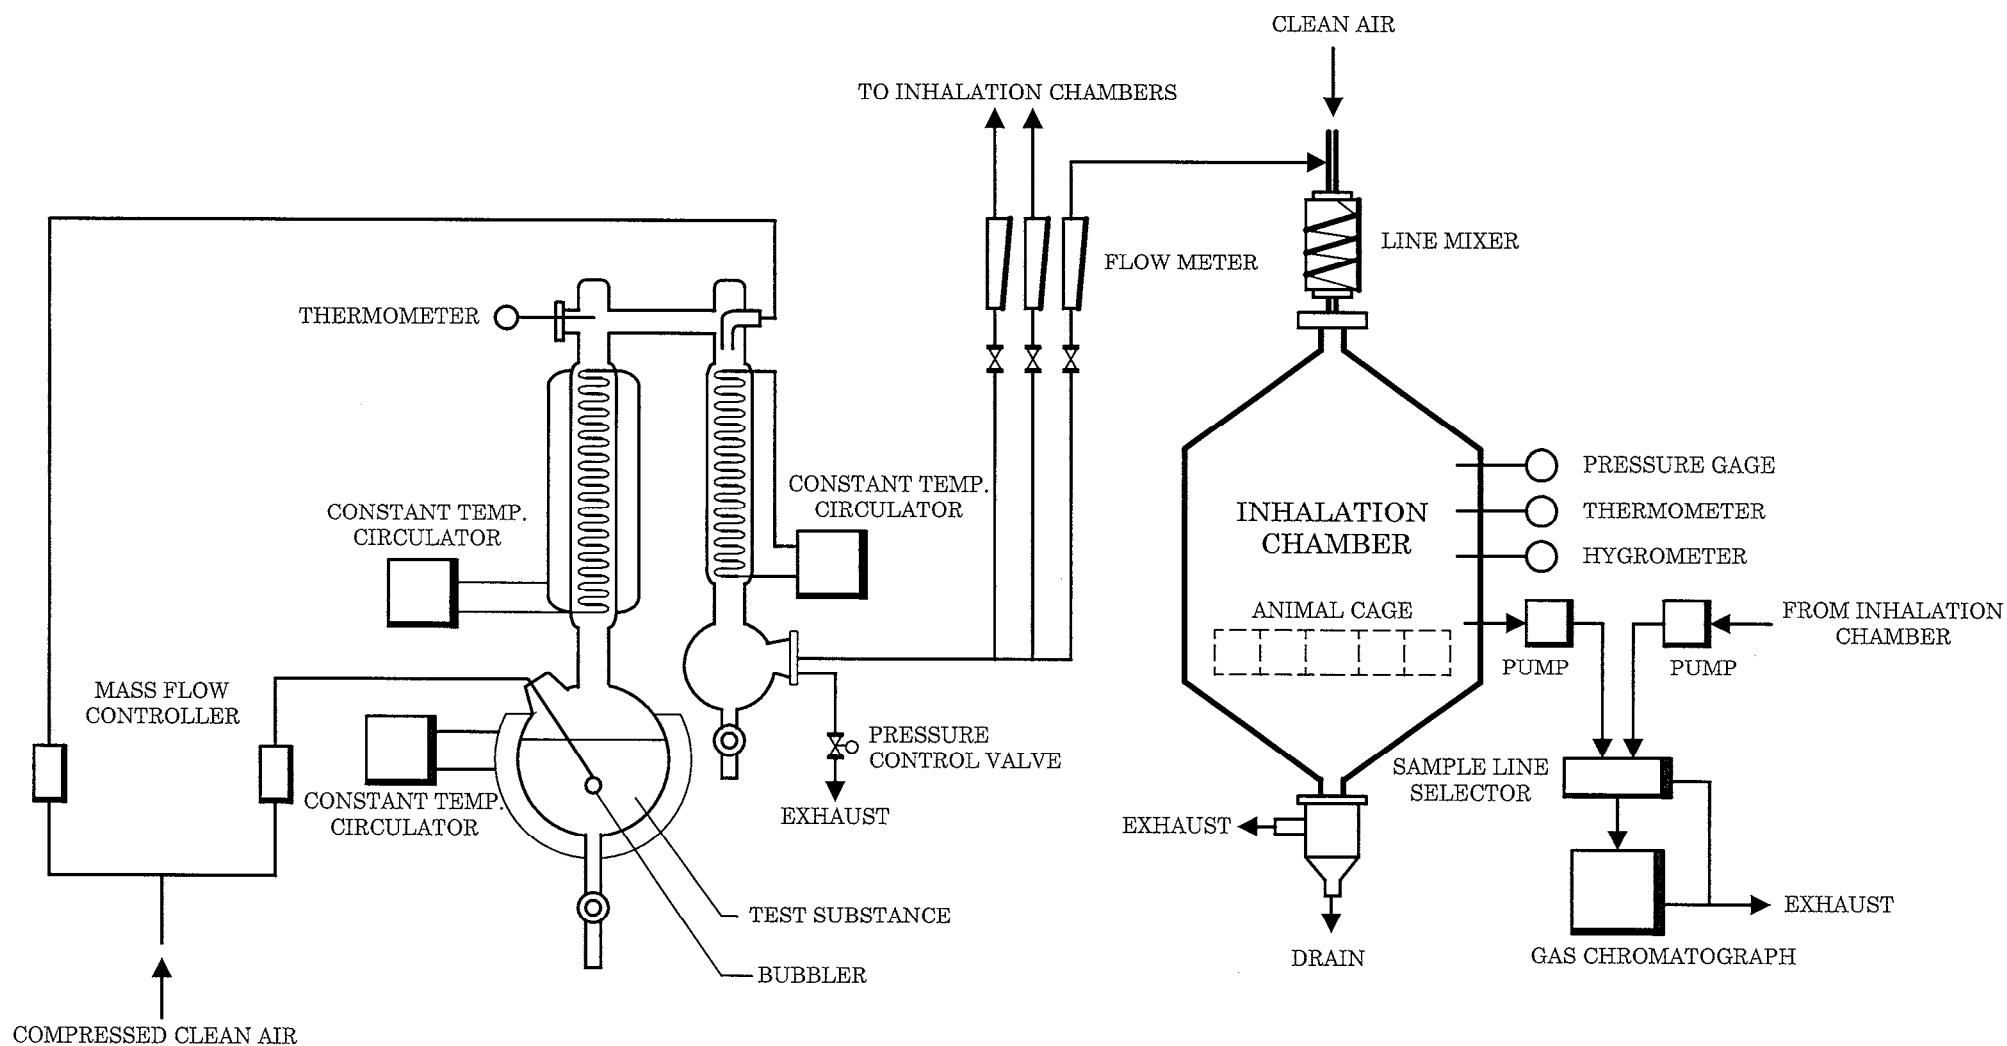 CLEAN AIR
TO INHALATION CHAMBERS
LINE MIXER
FLOW METER
THERMOMETER
PRESSURE GAGE
CONSTANT TEMP.
CIRCULATOR
CONSTANT TEMP.
CIRCULATOR
INHALATION
CHAMBER
THERMOMETER
HYGROMETER
ANIMAL CAGE
FROM INHALATION
CHAMBER
PUMP
PUMP
MASS FLOW
CONTROLLER
PRESSURE
CONTROL VALVE
SAMPLE LINE
SELECTOR
CONSTANT TEMP.
CIRCULATOR
EXHAUST
EXHAUST
TEST SUBSTANCE
EXHAUST
DRAIN
GAS CHROMATOGRAPH
BUBBLER
COMPRESSED CLEAN AIR